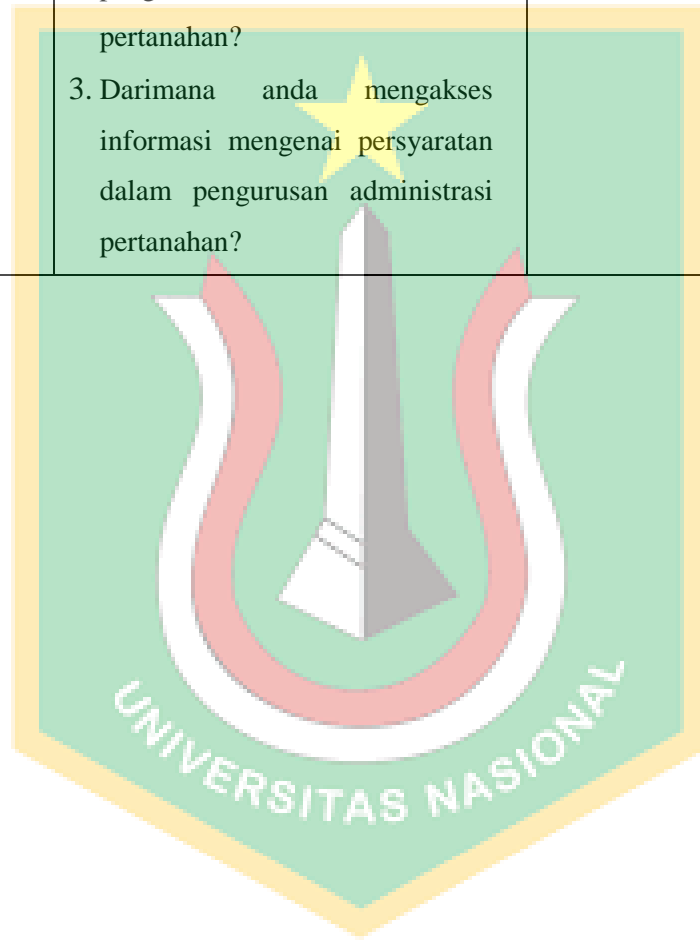 pertanahan?
3. Darimana anda mengakses
informasi mengenai persyaratan
dalam pengurusan administrasi
pertanahan?
UNIVERSITAS NASIONAL